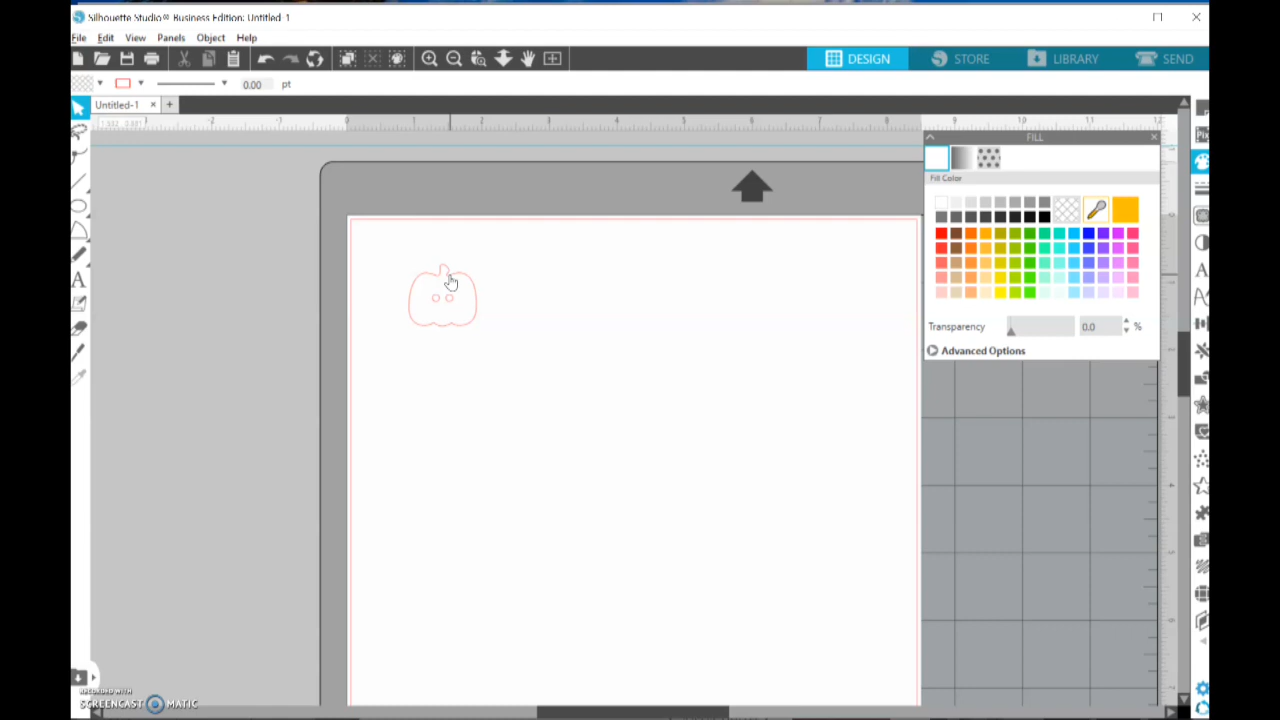 Silhouette Studio® Business Edition: Untitled-1
File Edit View Panels Object Help
DESIGN STORE LIBRARY SEND
0.00 pt
Untitled-1 × +
FILL
Fill Color
Transparency 0.0 %
Advanced Options
RECORDED WITH
SCREENCAST MATIC